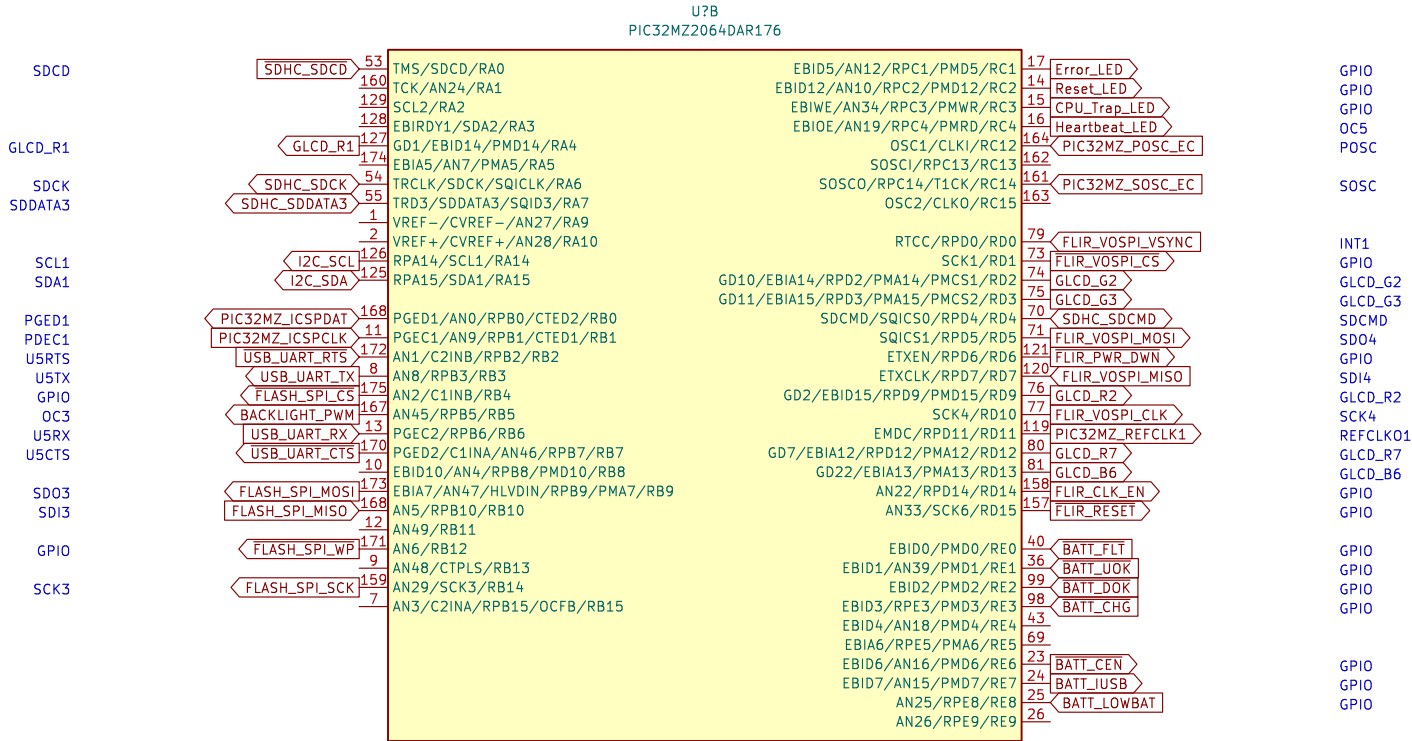 U?B
PIC32MZ2064DAR176
SDCD SDHC_SDCD 53 TMS/SDCD/RA0 EBID5/AN12/RPC1/PMD5/RC1 17 Error_LED GPIO
160 TCK/AN24/RA1 EBID12/AN10/RPC2/PMD12/RC2 14 Reset_LED GPIO
129 SCL2/RA2 EBIWE/AN34/RPC3/PMWR/RC3 15 CPU_Trap_LED GPIO
128 EBIRDY1/SDA2/RA3 EBIOE/AN19/RPC4/PMRD/RC4 16 Heartbeat_LED OC5
GLCD_R1 GLCD_R1 127 GD1/EBID14/PMD14/RA4 OSC1/CLKI/RC12 164 PIC32MZ_POSC_EC POSC
174 EBIA5/AN7/PMA5/RA5 SOSCI/RPC13/RC13 162
SDCK SDHC_SDCK 54 TRCLK/SDCK/SQICLK/RA6 SOSCO/RPC14/T1CK/RC14 161 PIC32MZ_SOSC_EC SOSC
SDDATA3 SDHC_SDDATA3 55 TRD3/SDDATA3/SQID3/RA7 OSC2/CLKO/RC15 163
1 VREF-/CVREF-/AN27/RA9
2 VREF+/CVREF+/AN28/RA10 RTCC/RPD0/RD0 79 FLIR_VOSPI_VSYNC INT1
SCL1 I2C_SCL 126 RPA14/SCL1/RA14 SCK1/RD1 73 FLIR_VOSPI_CS GPIO
SDA1 I2C_SDA 125 RPA15/SDA1/RA15 GD10/EBIA14/RPD2/PMA14/PMCS1/RD2 74 GLCD_G2 GLCD_G2
GD11/EBIA15/RPD3/PMA15/PMCS2/RD3 75 GLCD_G3 GLCD_G3
PGED1 PIC32MZ_ICSPDAT 168 PGED1/AN0/RPB0/CTED2/RB0 SDCMD/SQICS0/RPD4/RD4 70 SDHC_SDCMD SDCMD
PDEC1 PIC32MZ_ICSPCLK 11 PGEC1/AN9/RPB1/CTED1/RB1 SQICS1/RPD5/RD5 71 FLIR_VOSPI_MOSI SDO4
U5RTS USB_UART_RTS 172 AN1/C2INB/RPB2/RB2 ETXEN/RPD6/RD6 121 FLIR_PWR_DWN GPIO
U5TX USB_UART_TX 8 AN8/RPB3/RB3 ETXCLK/RPD7/RD7 120 FLIR_VOSPI_MISO SDI4
GPIO FLASH_SPI_CS 175 AN2/C1INB/RB4 GD2/EBID15/RPD9/PMD15/RD9 76 GLCD_R2 GLCD_R2
OC3 BACKLIGHT_PWM 167 AN45/RPB5/RB5 SCK4/RD10 77 FLIR_VOSPI_CLK SCK4
U5RX USB_UART_RX 13 PGEC2/RPB6/RB6 EMDC/RPD11/RD11 119 PIC32MZ_REFCLK1 REFCLKO1
U5CTS USB_UART_CTS 170 PGED2/C1INA/AN46/RPB7/RB7 GD7/EBIA12/RPD12/PMA12/RD12 80 GLCD_R7 GLCD_R7
10 EBID10/AN4/RPB8/PMD10/RB8 GD22/EBIA13/PMA13/RD13 81 GLCD_B6 GLCD_B6
SDO3 FLASH_SPI_MOSI 173 EBIA7/AN47/HLVDIN/RPB9/PMA7/RB9 AN22/RPD14/RD14 158 FLIR_CLK_EN GPIO
SDI3 FLASH_SPI_MISO 168 AN5/RPB10/RB10 AN33/SCK6/RD15 157 FLIR_RESET GPIO
12 AN49/RB11
GPIO FLASH_SPI_WP 171 AN6/RB12 EBID0/PMD0/RE0 40 BATT_FLT GPIO
9 AN48/CTPLS/RB13 EBID1/AN39/PMD1/RE1 36 BATT_UOK GPIO
SCK3 FLASH_SPI_SCK 159 AN29/SCK3/RB14 EBID2/PMD2/RE2 99 BATT_DOK GPIO
7 AN3/C2INA/RPB15/OCFB/RB15 EBID3/RPE3/PMD3/RE3 98 BATT_CHG GPIO
EBID4/AN18/PMD4/RE4 43
EBIA6/RPE5/PMA6/RE5 69
EBID6/AN16/PMD6/RE6 23 BATT_CEN GPIO
EBID7/AN15/PMD7/RE7 24 BATT_IUSB GPIO
AN25/RPE8/RE8 25 BATT_LOWBAT GPIO
AN26/RPE9/RE9 26